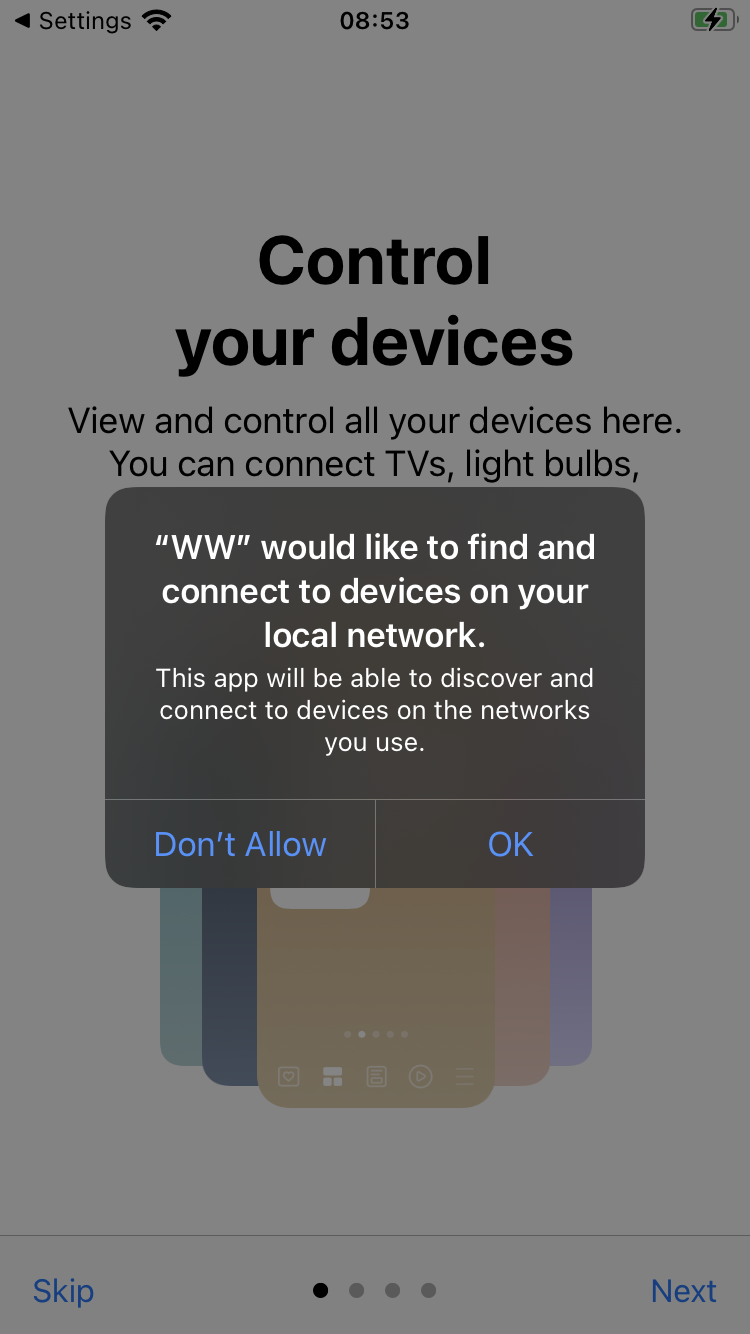 Settings
08:53
Control
your devices
View and control all your devices here.
You can connect TVs, light bulbs,
“WW” would like to find and
connect to devices on your
local network.
This app will be able to discover and
connect to devices on the networks
you use.
Don’t Allow
OK
Skip
Next